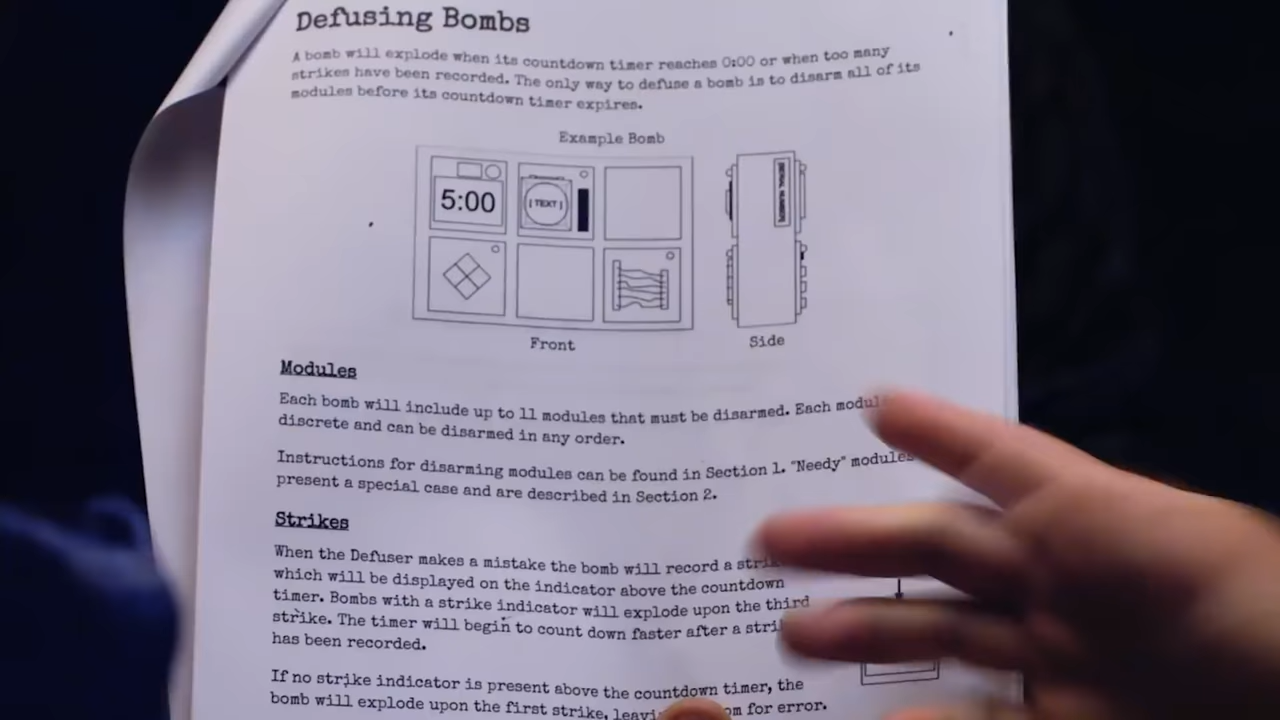 Defusing Bombs
A bomb will explode when its countdown timer reaches 0:00 or when too many
strikes have been recorded. The only way to defuse a bomb is to disarm all of its
modules before its countdown timer expires.
Example Bomb
5:00
[TEXT]
SERIAL NUMBER
Front
Side
Modules
Each bomb will include up to 11 modules that must be disarmed. Each
discrete and can be disarmed in any order.
Instructions for disarming modules can be found in Section 1. "Needy" modules
present a special case and are described in Section 2.
Strikes
When the Defuser makes a mistake the bomb will record a
which will be displayed on the indicator above the countdown
timer. Bombs with a strike indicator will explode upon the third
strike. The timer will begin to count down faster after a
has been recorded.
If no strike indicator is present above the countdown timer, the
bomb will explode upon the first strike, for error.